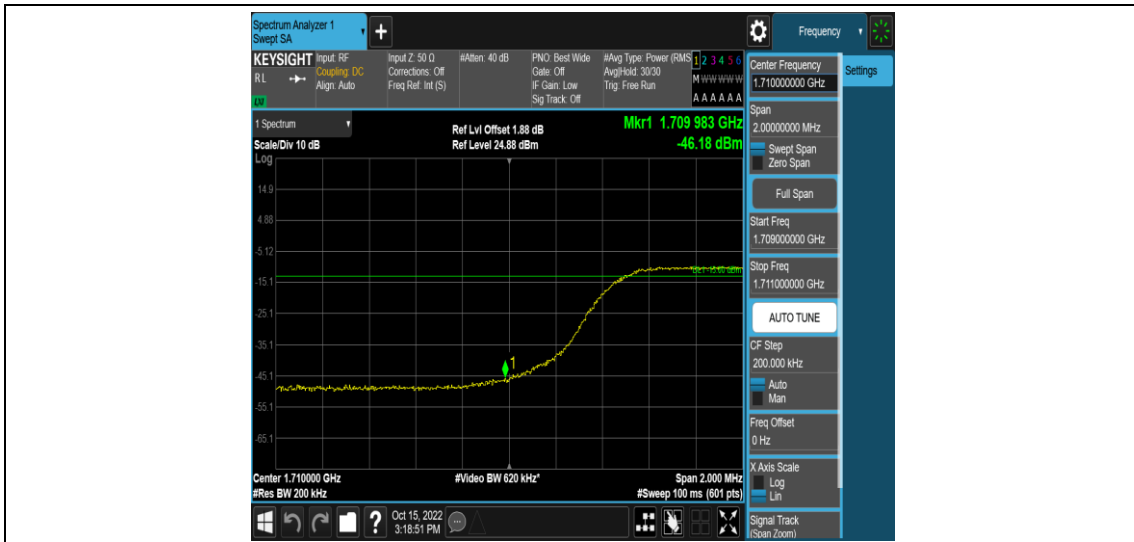 Spectrum Analyzer 1
Swept SA
+
Frequency
KEYSIGHT
RL
LM
Input: RF
Coupling: DC
Align: Auto
Input Z: 50 Ω
Corrections: Off
Freq Ref: Int (S)
#Atten: 40 dB
PNO: Best Wide
Gate: Off
IF Gain: Low
Sig Track: Off
#Avg Type: Power (RMS
Avg|Hold: 30/30
Trig: Free Run
1 2 3 4 5 6
M W W W W W
A A A A A A
1 Spectrum
Scale/Div 10 dB
Log
Ref Lvl Offset 1.88 dB
Ref Level 24.88 dBm
Mkr1 1.709 983 GHz
-46.18 dBm
14.9
4.88
-5.12
-15.1
-25.1
-35.1
-45.1
-55.1
-65.1
1
Center 1.710000 GHz
#Res BW 200 kHz
#Video BW 620 kHz*
Span 2.000 MHz
#Sweep 100 ms (601 pts)
?
Oct 15, 2022
3:18:51 PM
Center Frequency
1.710000000 GHz
Settings
Span
2.00000000 MHz
Swept Span
Zero Span
Full Span
Start Freq
1.709000000 GHz
Stop Freq
1.711000000 GHz
AUTO TUNE
CF Step
200.000 kHz
Auto
Man
Freq Offset
0 Hz
X Axis Scale
Log
Lin
Signal Track
(Span Zoom)